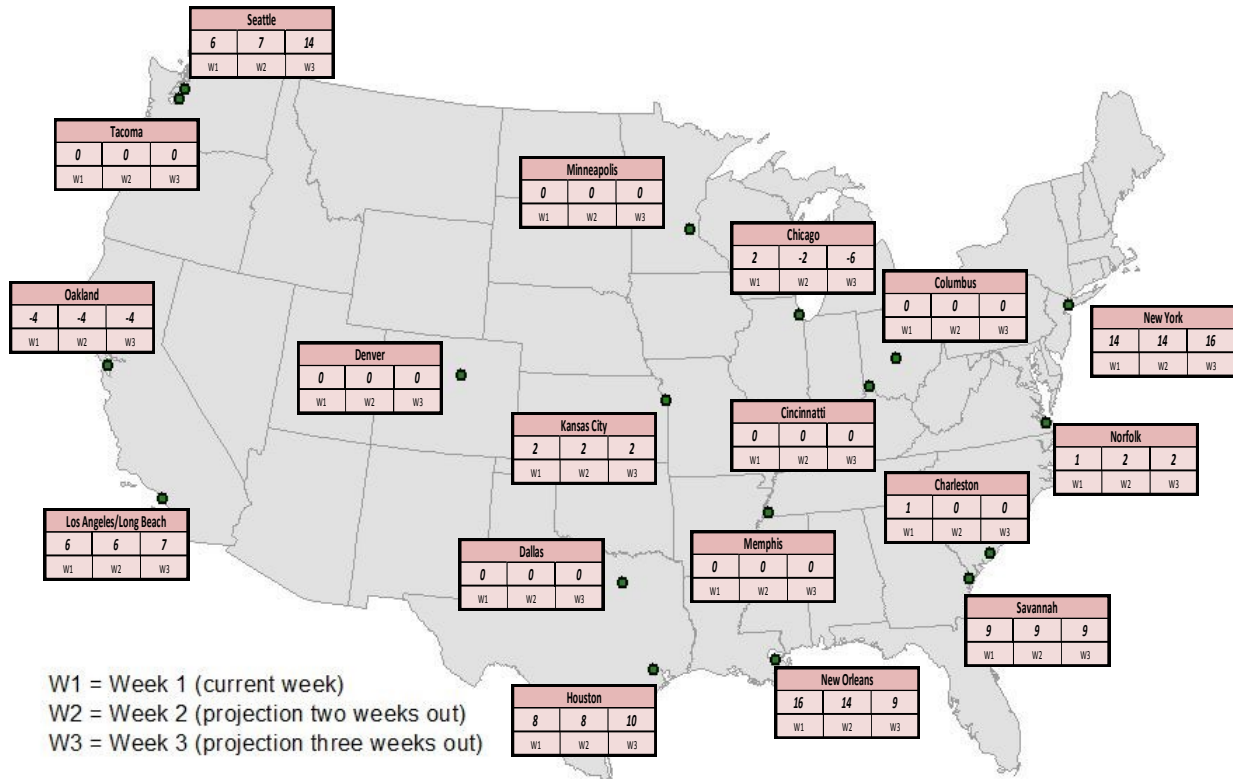 Seattle
6 7 14
W1 W2 W3
Tacoma
0 0 0
W1 W2 W3
Minneapolis
0 0 0
W1 W2 W3
Chicago
2 -2 -6
W1 W2 W3
Columbus
0 0 0
W1 W2 W3
Oakland
-4 -4 -4
W1 W2 W3
New York
14 14 16
W1 W2 W3
Denver
0 0 0
W1 W2 W3
Kansas City
2 2 2
W1 W2 W3
Cincinnatti
0 0 0
W1 W2 W3
Norfolk
1 2 2
W1 W2 W3
Charleston
1 0 0
W1 W2 W3
Los Angeles/Long Beach
6 6 7
W1 W2 W3
Dallas
0 0 0
W1 W2 W3
Memphis
0 0 0
W1 W2 W3
Savannah
9 9 9
W1 W2 W3
New Orleans
16 14 9
W1 W2 W3
Houston
8 8 10
W1 W2 W3
W1 = Week 1 (current week)
W2 = Week 2 (projection two weeks out)
W3 = Week 3 (projection three weeks out)